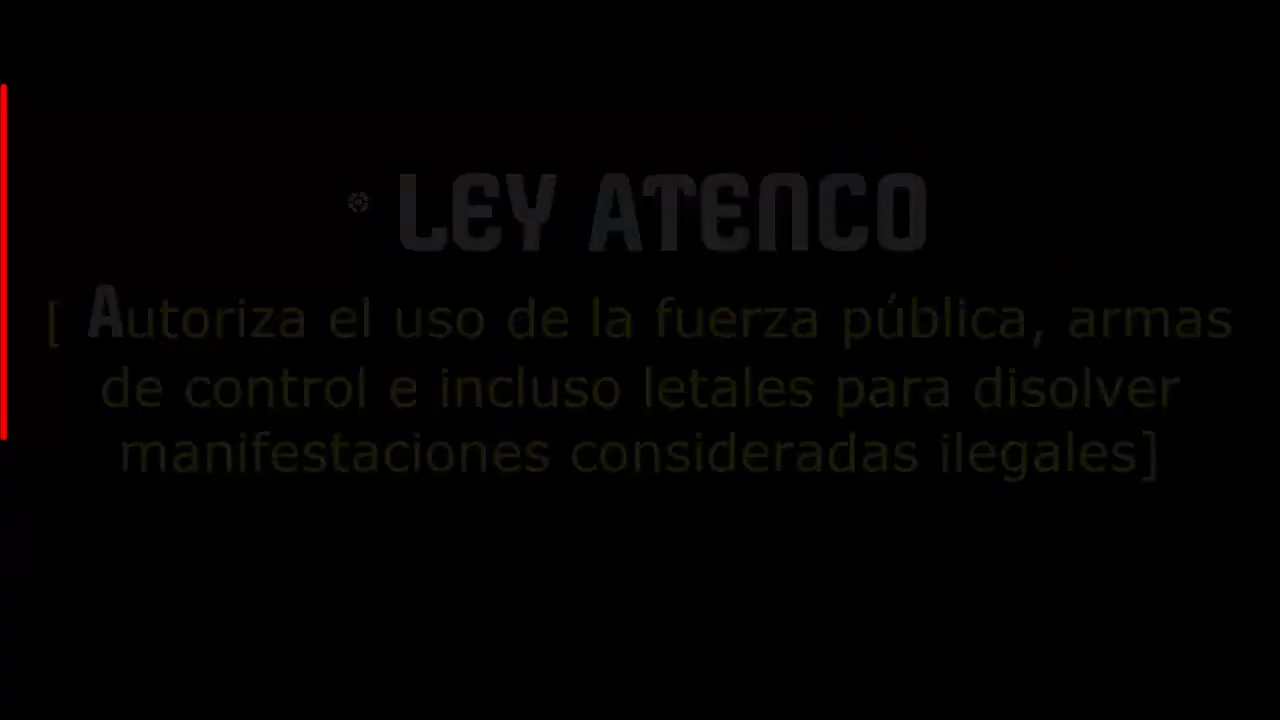 * LEY ATENCO
[ Autoriza el uso de la fuerza pública, armas
de control e incluso letales para disolver
manifestaciones consideradas ilegales]